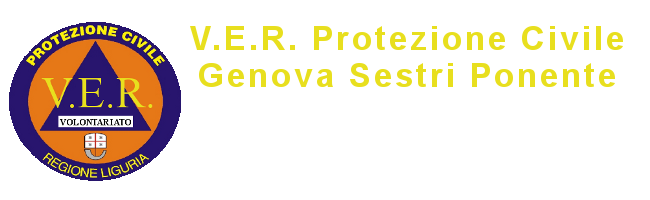 PROTEZIONE CIVILE
V.E.R.
VOLONTARIATO
REGIONE LIGURIA
V.E.R. Protezione Civile
Genova Sestri Ponente